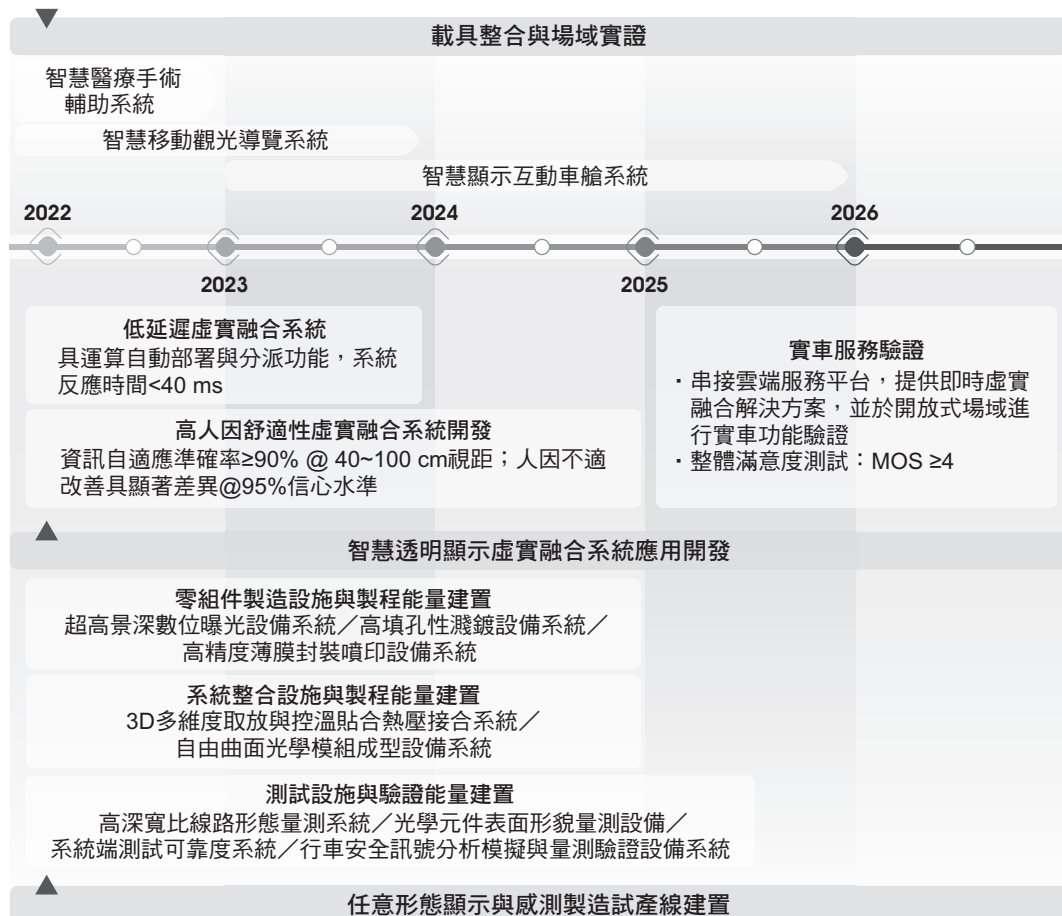 載具整合與場域實證
智慧醫療手術
輔助系統
智慧移動觀光導覽系統
智慧顯示互動車艙系統
2022
2024
2026
2023
2025
低延遲虛實融合系統
具運算自動部署與分派功能，系統
反應時間<40 ms
高人因舒適性虛實融合系統開發
資訊自適應準確率≥90% @ 40~100 cm視距；人因不適
改善具顯著差異@95%信心水準
實車服務驗證
・串接雲端服務平台，提供即時虛實
融合解決方案，並於開放式場域進
行實車功能驗證
・整體滿意度測試：MOS ≥4
智慧透明顯示虛實融合系統應用開發
零組件製造設施與製程能量建置
超高景深數位曝光設備系統／高填孔性濺鍍設備系統／
高精度薄膜封裝噴印設備系統
系統整合設施與製程能量建置
3D多維度取放與控溫貼合熱壓接合系統／
自由曲面光學模組成型設備系統
測試設施與驗證能量建置
高深寬比線路形態量測系統／光學元件表面形貌量測設備／
系統端測試可靠度系統／行車安全訊號分析模擬與量測驗證設備系統
任意形態顯示與感測製造試產線建置